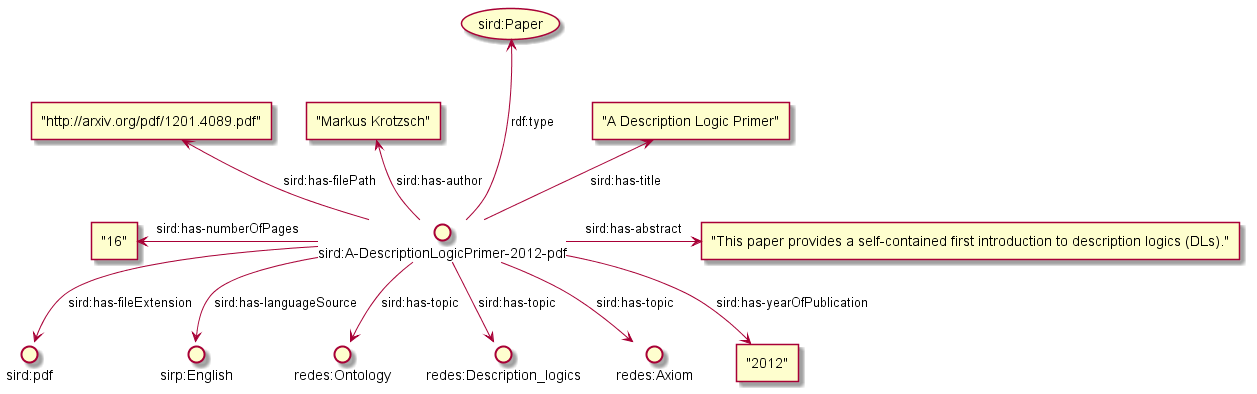 sird:Paper
"http://arxiv.org/pdf/1201.4089.pdf"
"Markus Krotzsch"
rdf:type
"A Description Logic Primer"
sird:has-filePath
sird:has-author
sird:has-title
"16"
sird:has-numberOfPages
sird:A-DescriptionLogicPrimer-2012-pdf
sird:has-abstract
"This paper provides a self-contained first introduction to description logics (DLs)."
sird:has-fileExtension
sird:has-languageSource
sird:has-topic
sird:has-topic
sird:has-topic
sird:has-yearOfPublication
sird:pdf
sirp:English
redes:Ontology
redes:Description_logics
redes:Axiom
"2012"